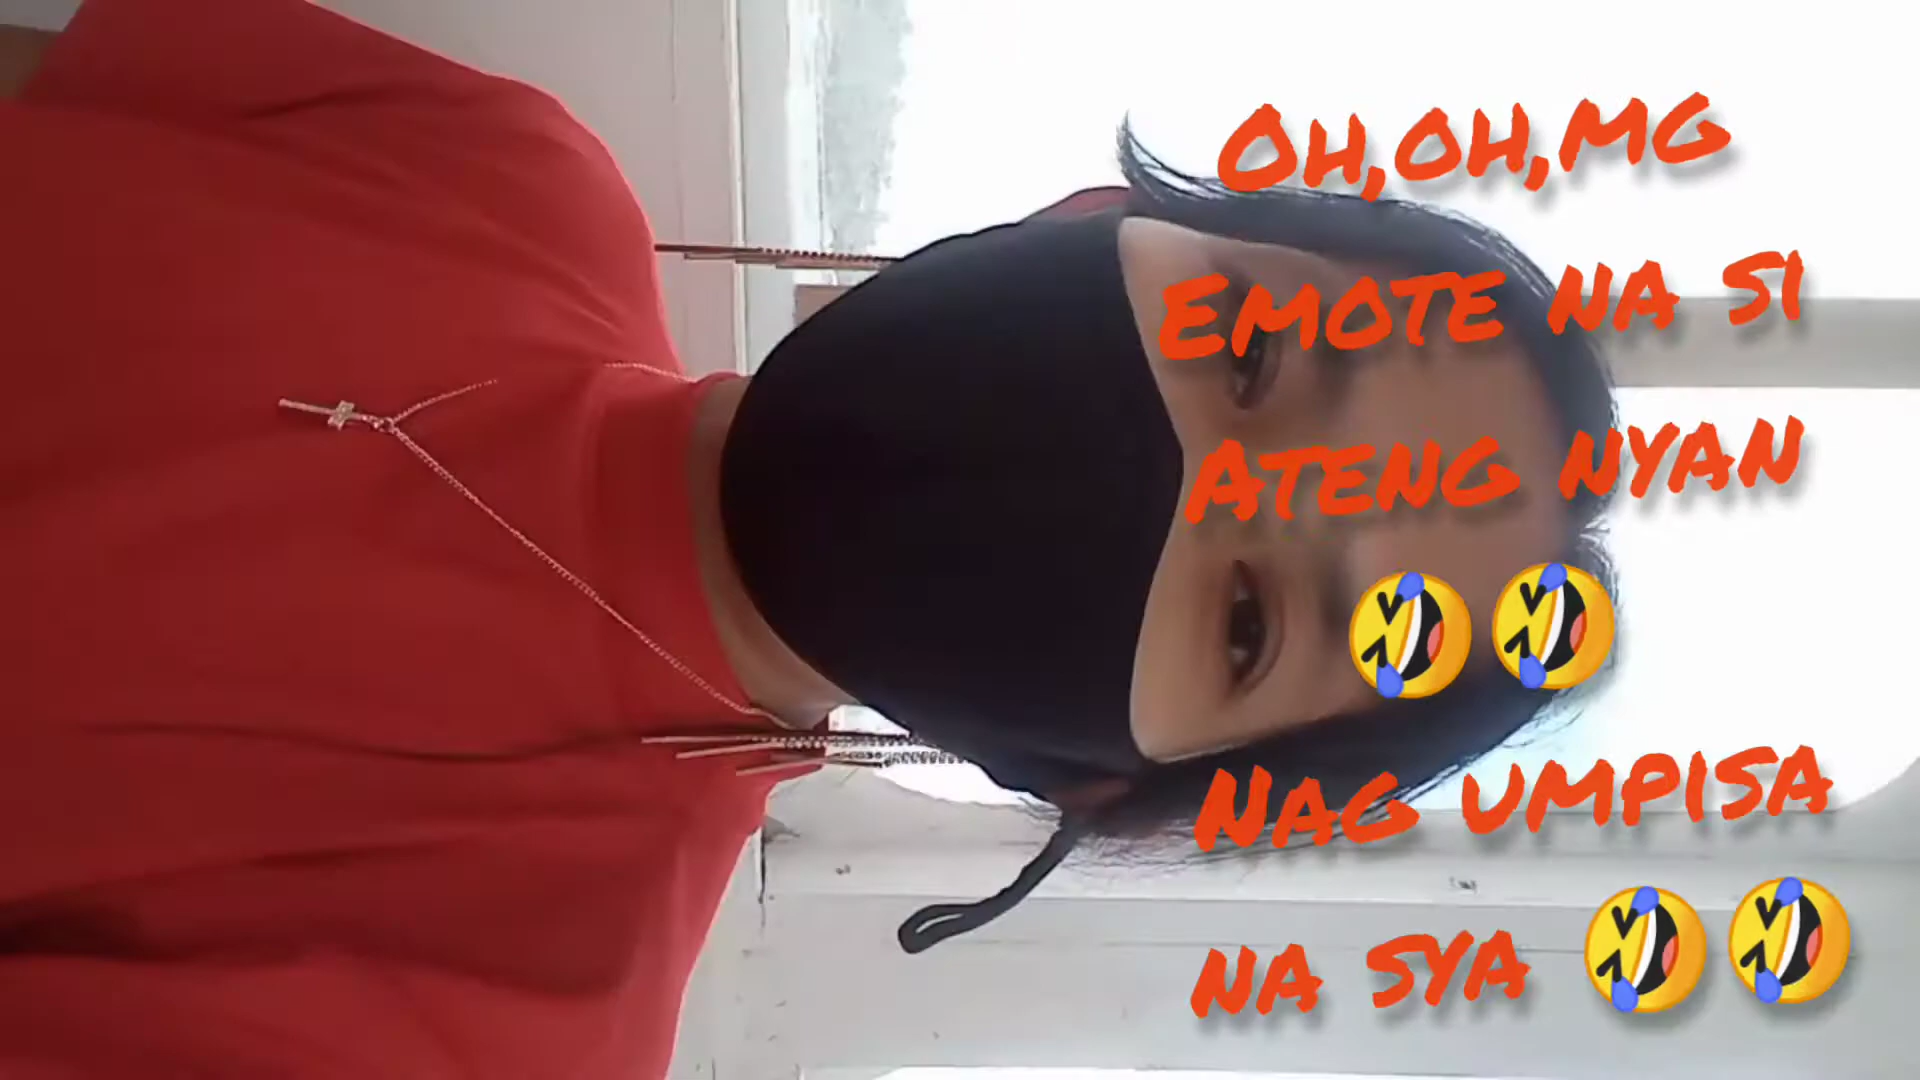 Oh,oh,mg
emote na si
Ateng nyan
🤣🤣
Nag umpisa
na sya 🤣🤣